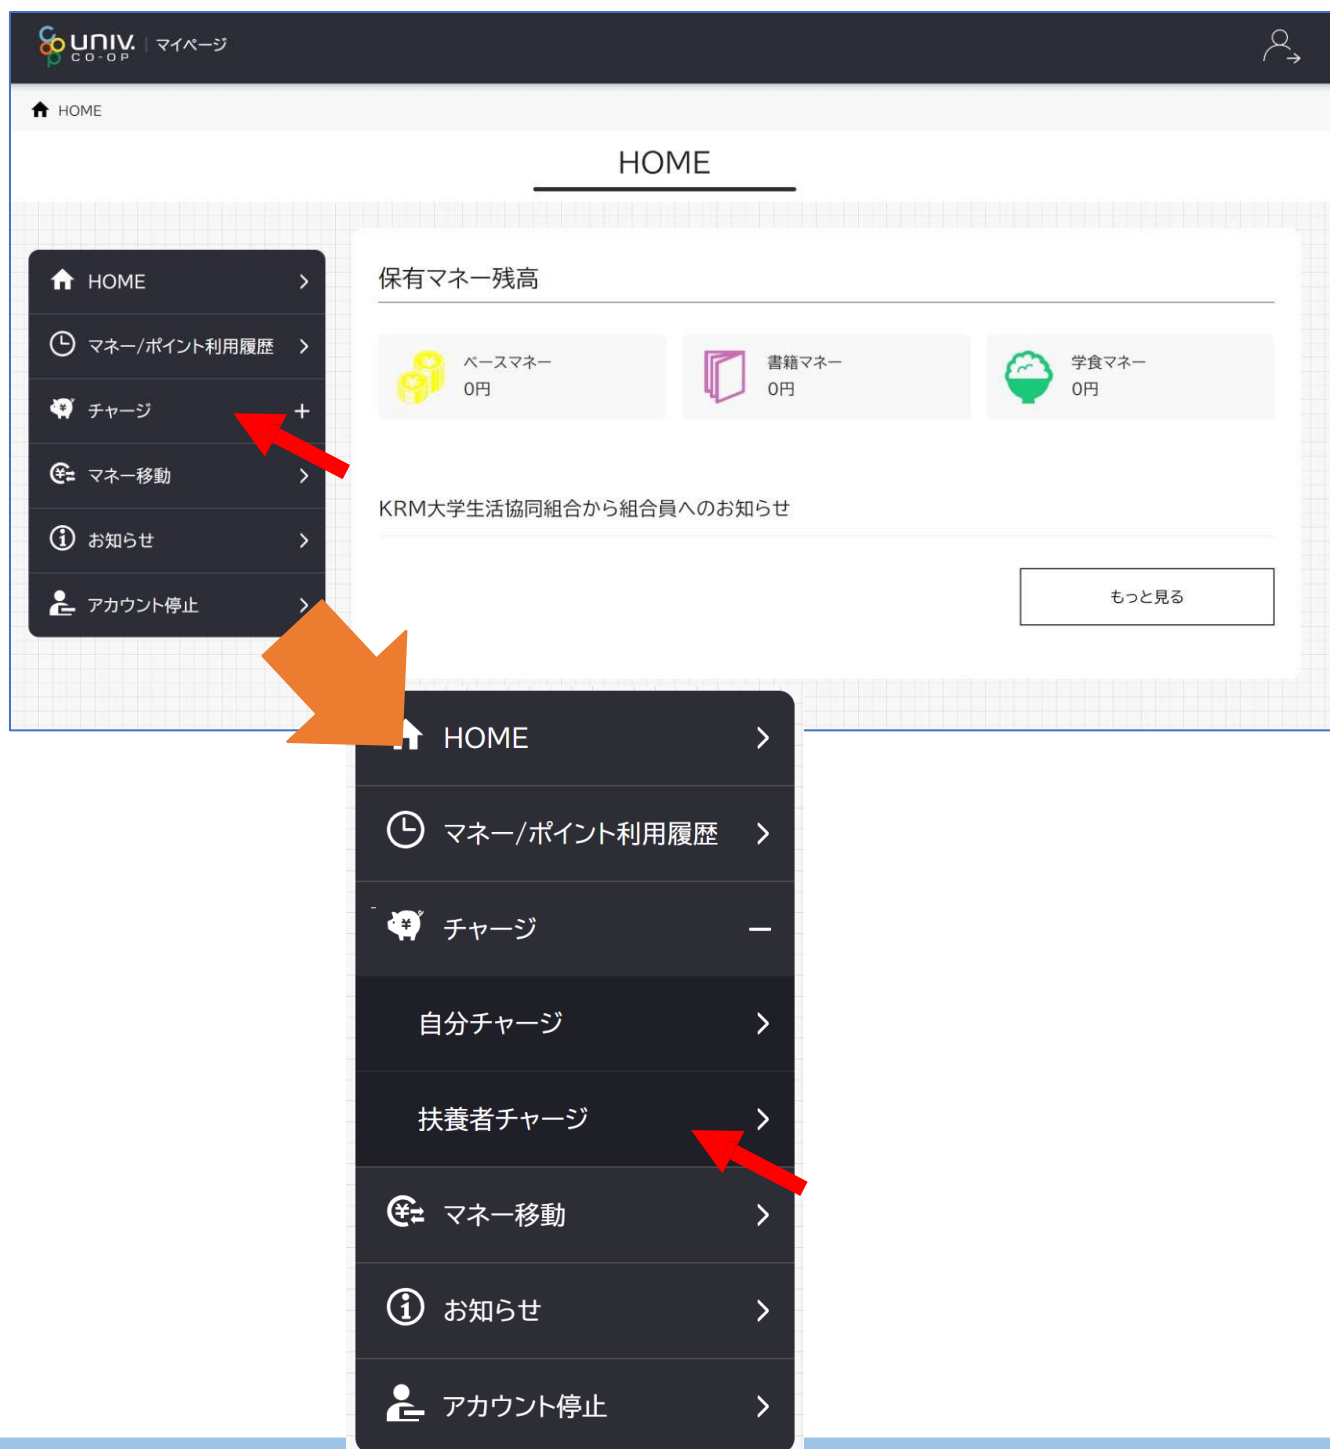 UNIV. CO-OP マイページ
HOME
HOME
HOME
マネー/ポイント利用履歴
チャージ
マネー移動
お知らせ
アカウント停止
保有マネー残高
ベースマネー
0円
書籍マネー
0円
学食マネー
0円
KRM大学生活協同組合から組合員へのお知らせ
もっと見る
HOME
マネー/ポイント利用履歴
チャージ
自分チャージ
扶養者チャージ
マネー移動
お知らせ
アカウント停止